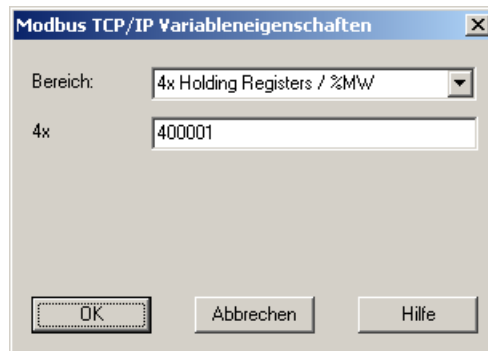 Modbus TCP/IP Variableneigenschaften
Bereich: 4x Holding Registers / %MW
4x 400001
OK Abbrechen Hilfe